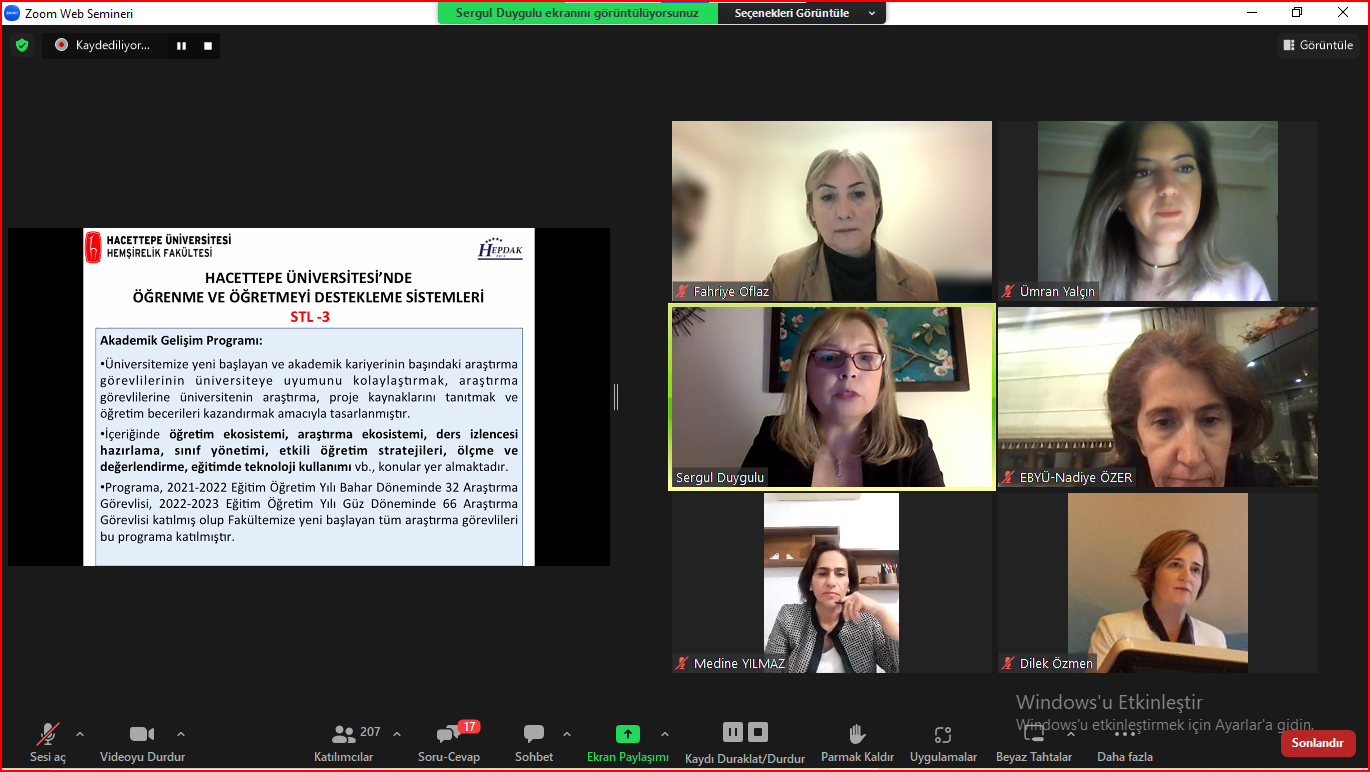 Zoom Web Semineri
Sergul Duygulu ekranını görüntülüyorsunuz
Seçenekleri Görüntüle
Kaydediliyor...
Görüntüle
HACETTEPE ÜNİVERSİTESİ
HEMŞİRELİK FAKÜLTESİ
HEPDAK
HACETTEPE ÜNİVERSİTESİ'NDE
ÖĞRENME VE ÖĞRETMEYİ DESTEKLEME SİSTEMLERİ
STL -3
Akademik Gelişim Programı:
•Üniversitemize yeni başlayan ve akademik kariyerinin başındaki araştırma
görevlilerinin üniversiteye uyumunu kolaylaştırmak, araştırma
görevlilerine üniversitenin araştırma, proje kaynaklarını tanıtmak ve
öğretim becerileri kazandırmak amacıyla tasarlanmıştır.
•İçeriğinde öğretim ekosistemi, araştırma ekosistemi, ders izlencesi
hazırlama, sınıf yönetimi, etkili öğretim stratejileri, ölçme ve
değerlendirme, eğitimde teknoloji kullanımı vb., konular yer almaktadır.
•Programa, 2021-2022 Eğitim Öğretim Yılı Bahar Döneminde 32 Araştırma
Görevlisi, 2022-2023 Eğitim Öğretim Yılı Güz Döneminde 66 Araştırma
Görevlisi katılmış olup Fakültemize yeni başlayan tüm araştırma görevlileri
bu programa katılmıştır.
Fahriye Oflaz
Ümran Yalçın
Sergul Duygulu
EBYÜ-Nadiye ÖZER
Medine YILMAZ
Dilek Özmen
Windows'u Etkinleştir
Windows'u etkinleştirmek için Ayarlar'a gidin.
Sesi aç
Videoyu Durdur
207
Katılımcılar
17
Soru-Cevap
Sohbet
Ekran Paylaşımı
Kaydı Duraklat/Durdur
Parmak Kaldır
Uygulamalar
Beyaz Tahtalar
Daha fazla
Sonlandır